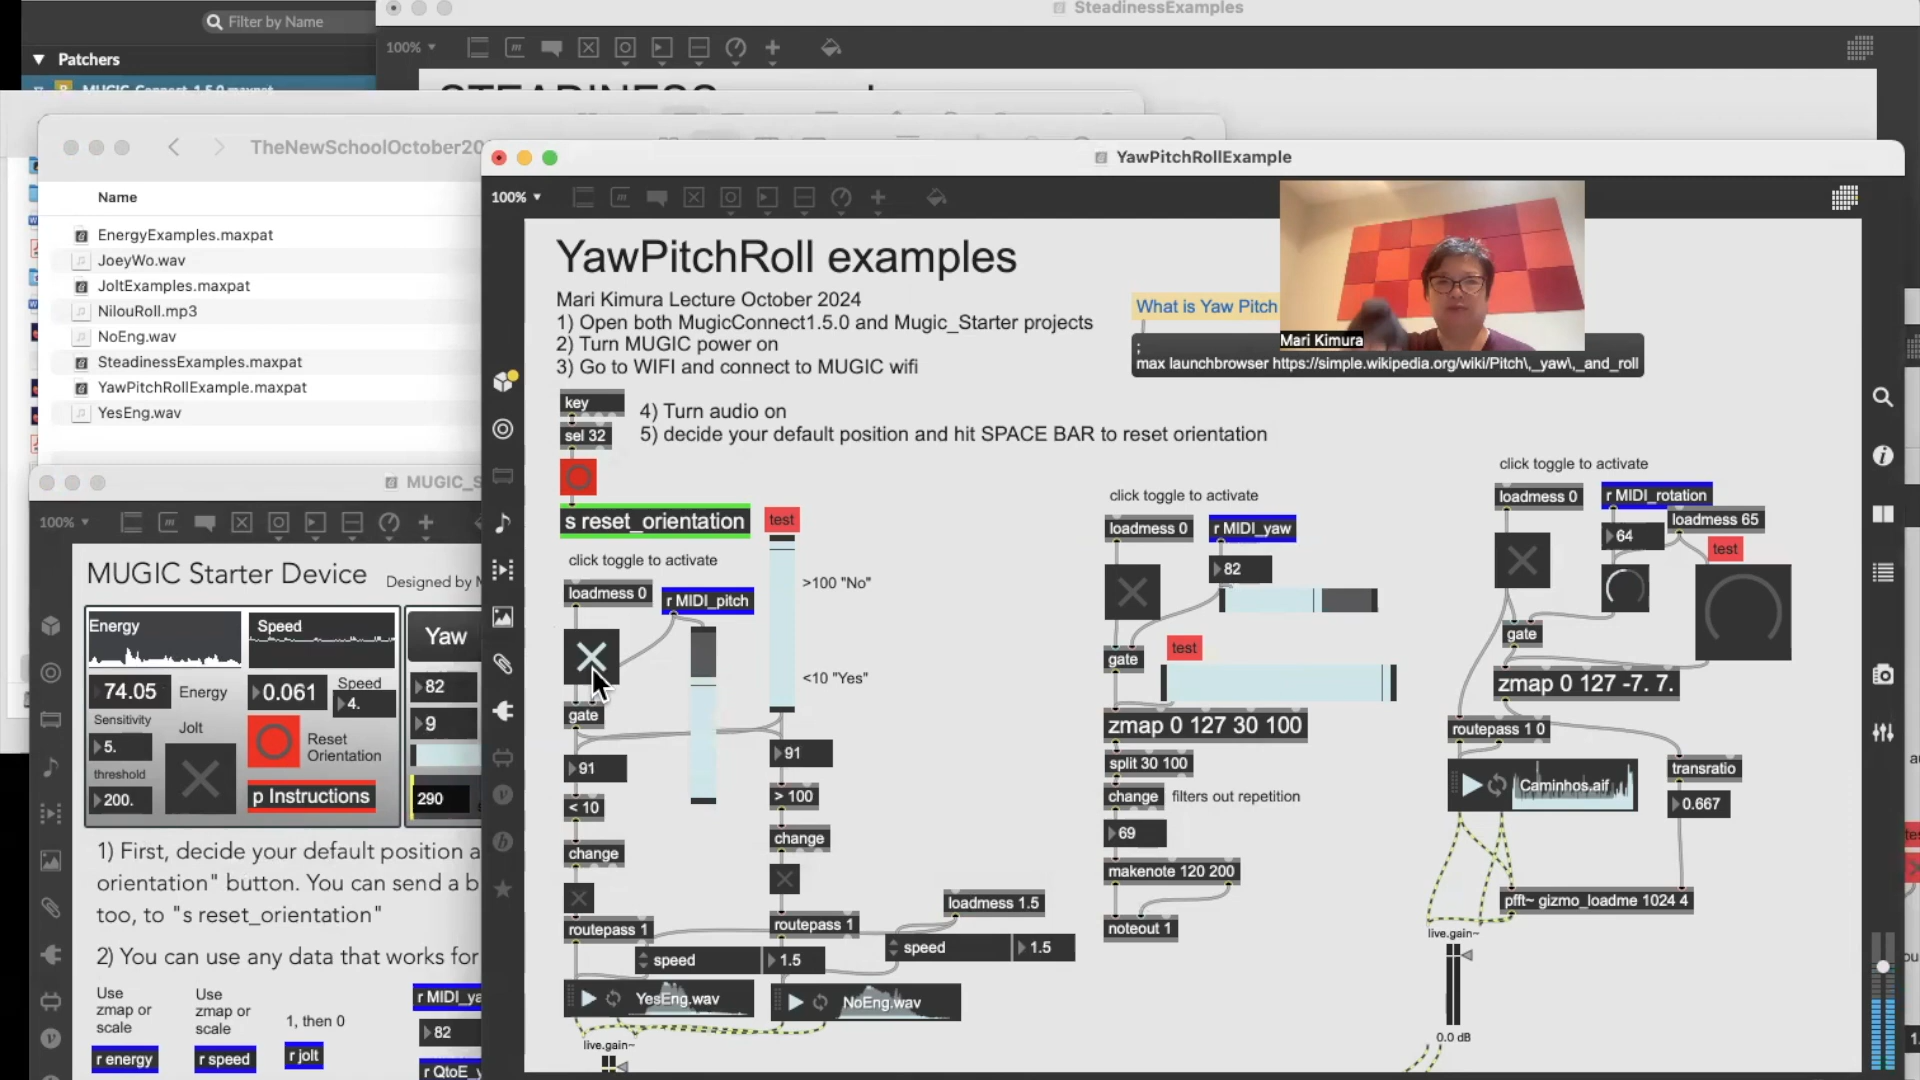 Filter by Name
SteadinessExamples
Patchers
100%
TheNewSchoolOctober20
YawPitchRollExample
Name
100%
EnergyExamples.maxpat
JoeyWo.wav
JoltExamples.maxpat
NilouRoll.mp3
NoEng.wav
SteadinessExamples.maxpat
YawPitchRollExample.maxpat
YesEng.wav
YawPitchRoll examples
Mari Kimura Lecture October 2024
1) Open both MugicConnect1.5.0 and Mugic_Starter projects
2) Turn MUGIC power on
3) Go to WIFI and connect to MUGIC wifi
What is Yaw Pitch
Mari Kimura
;
max launchbrowser https://simple.wikipedia.org/wiki/Pitch\,_yaw\,_and_roll
key
sel 32
4) Turn audio on
5) decide your default position and hit SPACE BAR to reset orientation
s reset_orientation
test
click toggle to activate
loadmess 0
r MIDI_pitch
>100 "No"
<10 "Yes"
gate
91
91
< 10
> 100
change
change
routepass 1
routepass 1
loadmess 1.5
speed
1.5
speed
1.5
YesEng.wav
NoEng.wav
live.gain~
click toggle to activate
loadmess 0
r MIDI_yaw
82
test
gate
zmap 0 127 30 100
split 30 100
change
filters out repetition
69
makenote 120 200
noteout 1
click toggle to activate
loadmess 0
r MIDI_rotation
loadmess 65
64
test
gate
zmap 0 127 -7. 7.
routepass 1 0
Caminhos.aif
transratio
0.667
pfft~ gizmo_loadme 1024 4
live.gain~
0.0 dB
MUGIC_S
100%
MUGIC Starter Device
Designed by M
Energy
Speed
Yaw
74.05
Energy
0.061
Speed
4.
82
9
Sensitivity
5.
Jolt
Reset
Orientation
threshold
200.
p Instructions
290
1) First, decide your default position a
orientation" button. You can send a b
too, to "s reset_orientation"
2) You can use any data that works for
Use
zmap or
scale
Use
zmap or
scale
1, then 0
r MIDI_ya
82
r energy
r speed
r jolt
r QtoE_y